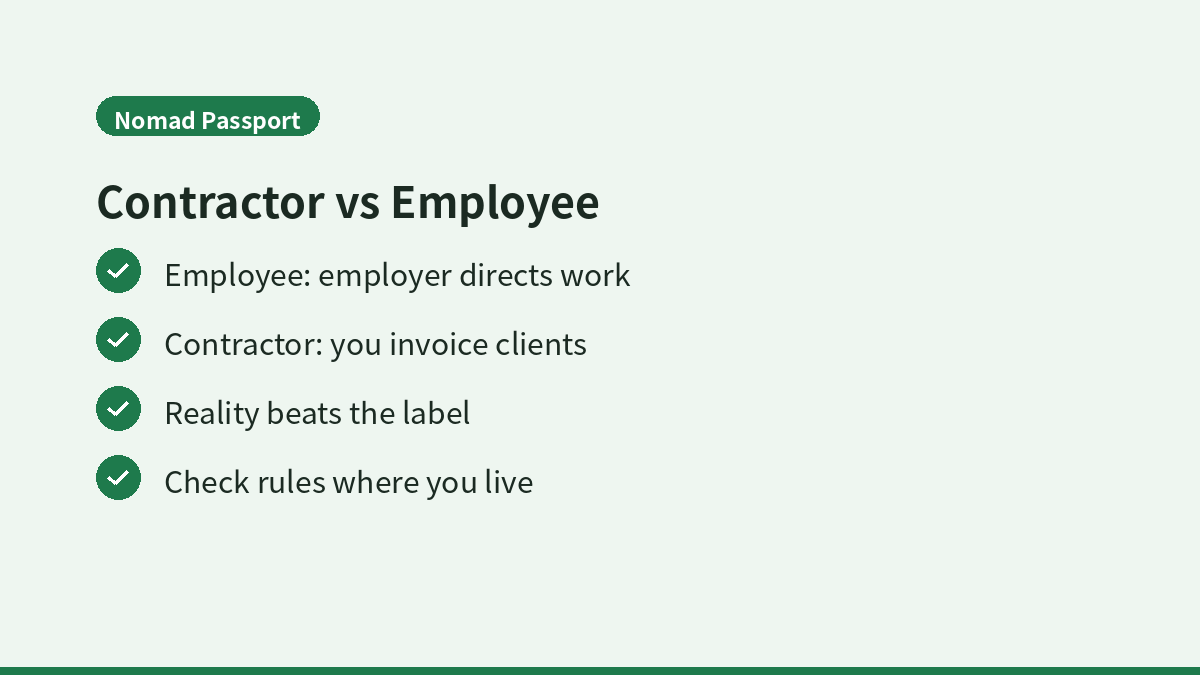 Nomad Passport
Contractor vs Employee
Employee: employer directs work
Contractor: you invoice clients
Reality beats the label
Check rules where you live